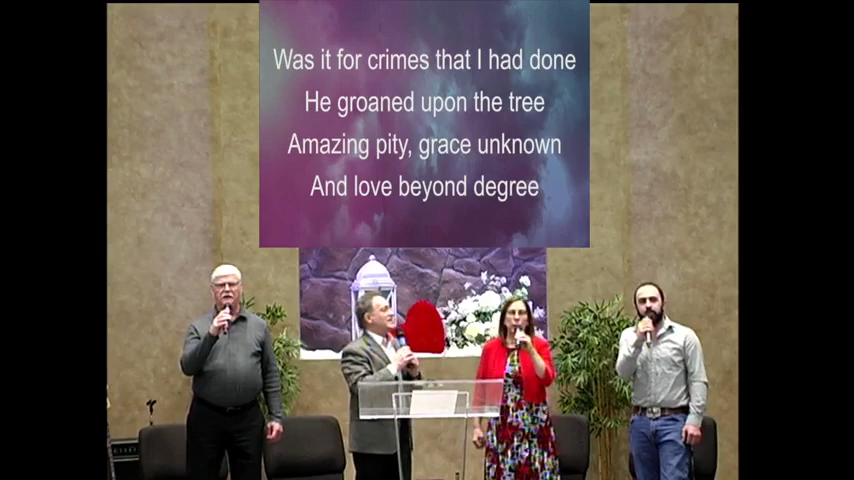 Was it for crimes that I had done
He groaned upon the tree
Amazing pity, grace unknown
And love beyond degree